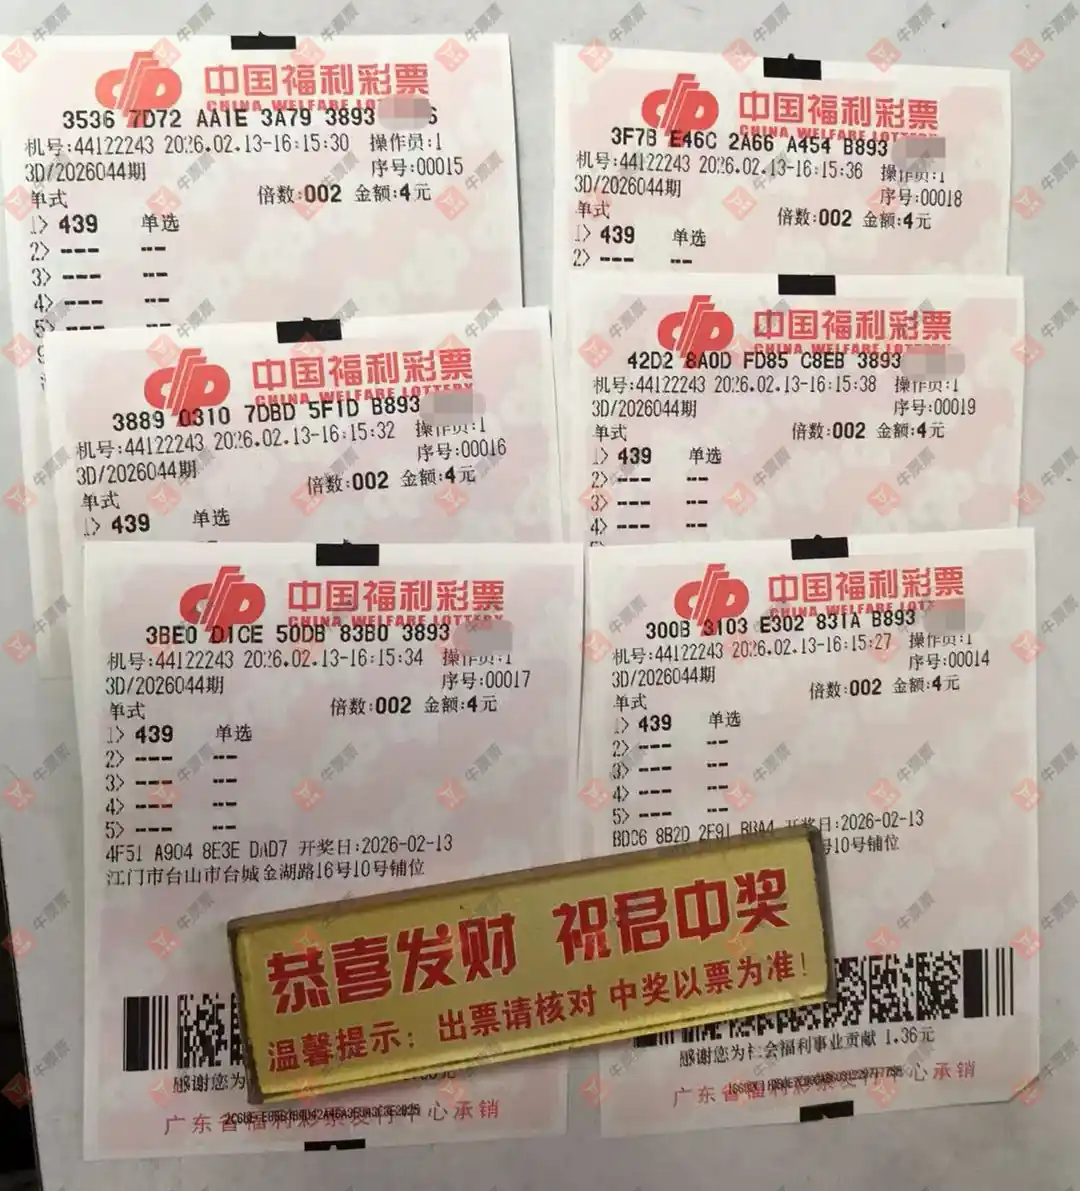 中国福利彩票
CHINA WELFARE LO
3536 7D72 AA1E 3A79 3893 6
机号:44122243 2026.02.13-16:15:30 操作员:1
3D/2026044期 序号:00015
单式 倍数:002 金额:4元
1> 439 单选
2> --- --
3> --- --
4> --- --
5> --- --
中国福利彩票
CHINA WELFARE LOTTERY
3889 0310 7DBD 5F1D B893
机号:44122243 2026.02.13-16:15:32 操作员:1
3D/2026044期 序号:00016
单式 倍数:002 金额:4元
1> 439 单选
中国福利彩票
CHINA WELFARE LOTTERY
3BE0 D1CE 50DB 83B0 3893
机号:44122243 2026.02.13-16:15:34 操作员:1
3D/2026044期 序号:00017
单式 倍数:002 金额:4元
1> 439 单选
2> --- --
3> --- --
4> --- --
5> --- --
4F51 A904 8E3E DAD7 开奖日:2026-02-13
江门市台山市台城金湖路16号10号铺位
感谢您为
广东省福利彩票发行中心承销
中国福利彩票
CHINA WELFARE LOTTERY
3F7B E46C 2A66 A454 B893
机号:44122243 2026.02.13-16:15:36 操作员:1
3D/2026044期 序号:00018
单式 倍数:002 金额:4元
1> 439 单选
2> --- --
中国福利彩票
CHINA WELFARE LOTTERY
42D2 8A0D FD85 C8EB 3893
机号:44122243 2026.02.13-16:15:38 操作员:1
3D/2026044期 序号:00019
单式 倍数:002 金额:4元
1> 439 单选
2> --- --
3> --- --
4> --- --
中国福利彩票
CHINA WELFARE LOTTERY
300B 3103 E302 831A B893
机号:44122243 2026.02.13-16:15:27 操作员:1
3D/2026044期 序号:00014
单式 倍数:002 金额:4元
1> 439 单选
2> --- --
3> --- --
4> --- --
5> --- --
BDC6 8B2D 2F91 BBA4 开奖日:2026-02-13
号10号铺位
感谢您为社会福利事业贡献 1.36元
广东省福利彩票发行中心承销
恭喜发财 祝君中奖
温馨提示：出票请核对 中奖以票为准！
牛票票